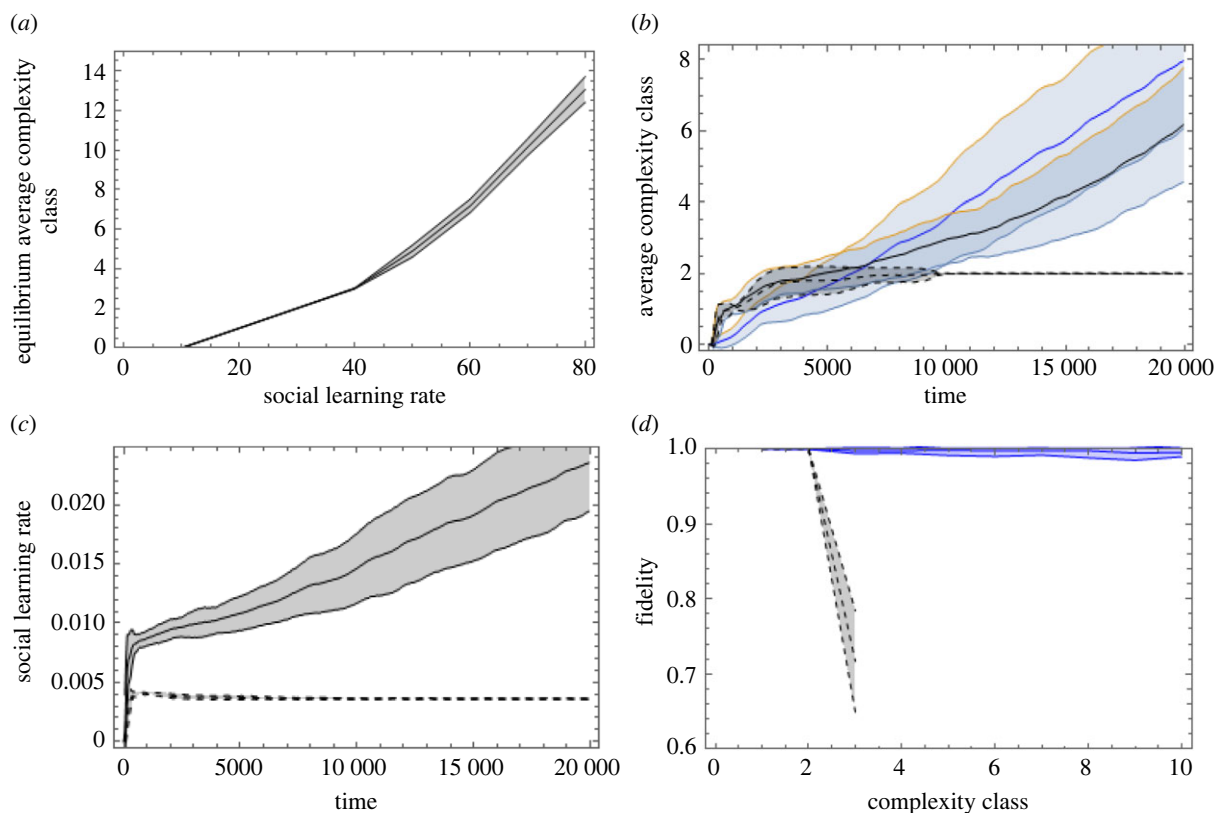 (a)
equilibrium average complexity
class
14
12
10
8
6
4
2
0
0 20 40 60 80
social learning rate
(b)
average complexity class
8
6
4
2
0
0 5000 10 000 15 000 20 000
time
(c)
social learning rate
0.020
0.015
0.010
0.005
0
0 5000 10 000 15 000 20 000
time
(d)
fidelity
1.0
0.9
0.8
0.7
0.6
0 2 4 6 8 10
complexity class